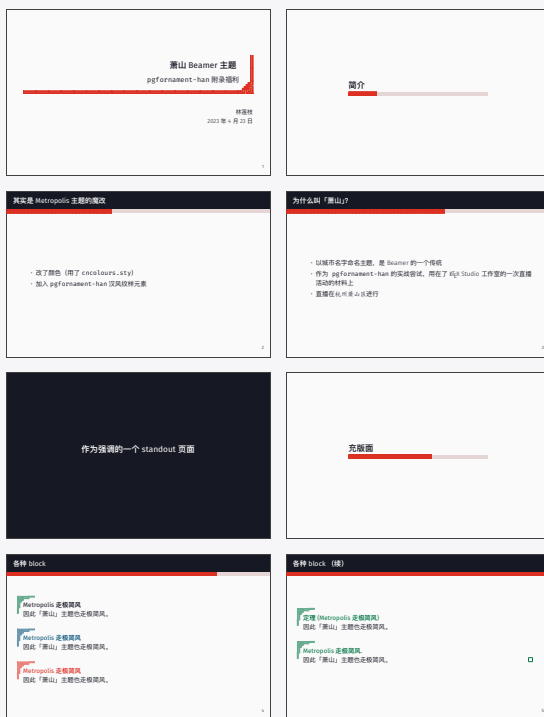 萧山 Beamer 主题
pgfornament-han 附录福利
林莲枝
2023 年 4 月 23 日
1
简介
其实是 Metropolis 主题的魔改
· 改了颜色（用了 cncolours.sty）
· 加入 pgfornament-han 汉风纹样元素
2
为什么叫「萧山」？
· 以城市名字命名主题，是 Beamer 的一个传统
· 作为 pgfornament-han 的实战尝试，用在了 Studio 工作室的一次直播
活动的材料上
· 直播在杭州萧山区进行
3
作为强调的一个 standout 页面
充版面
各种 block
Metropolis 走极简风
因此「萧山」主题也走极简风。
Metropolis 走极简风
因此「萧山」主题也走极简风。
Metropolis 走极简风
因此「萧山」主题也走极简风。
各种 block （续）
定理 (Metropolis 走极简风)
因此「萧山」主题也走极简风。
Metropolis 走极简风.
因此「萧山」主题也走极简风。